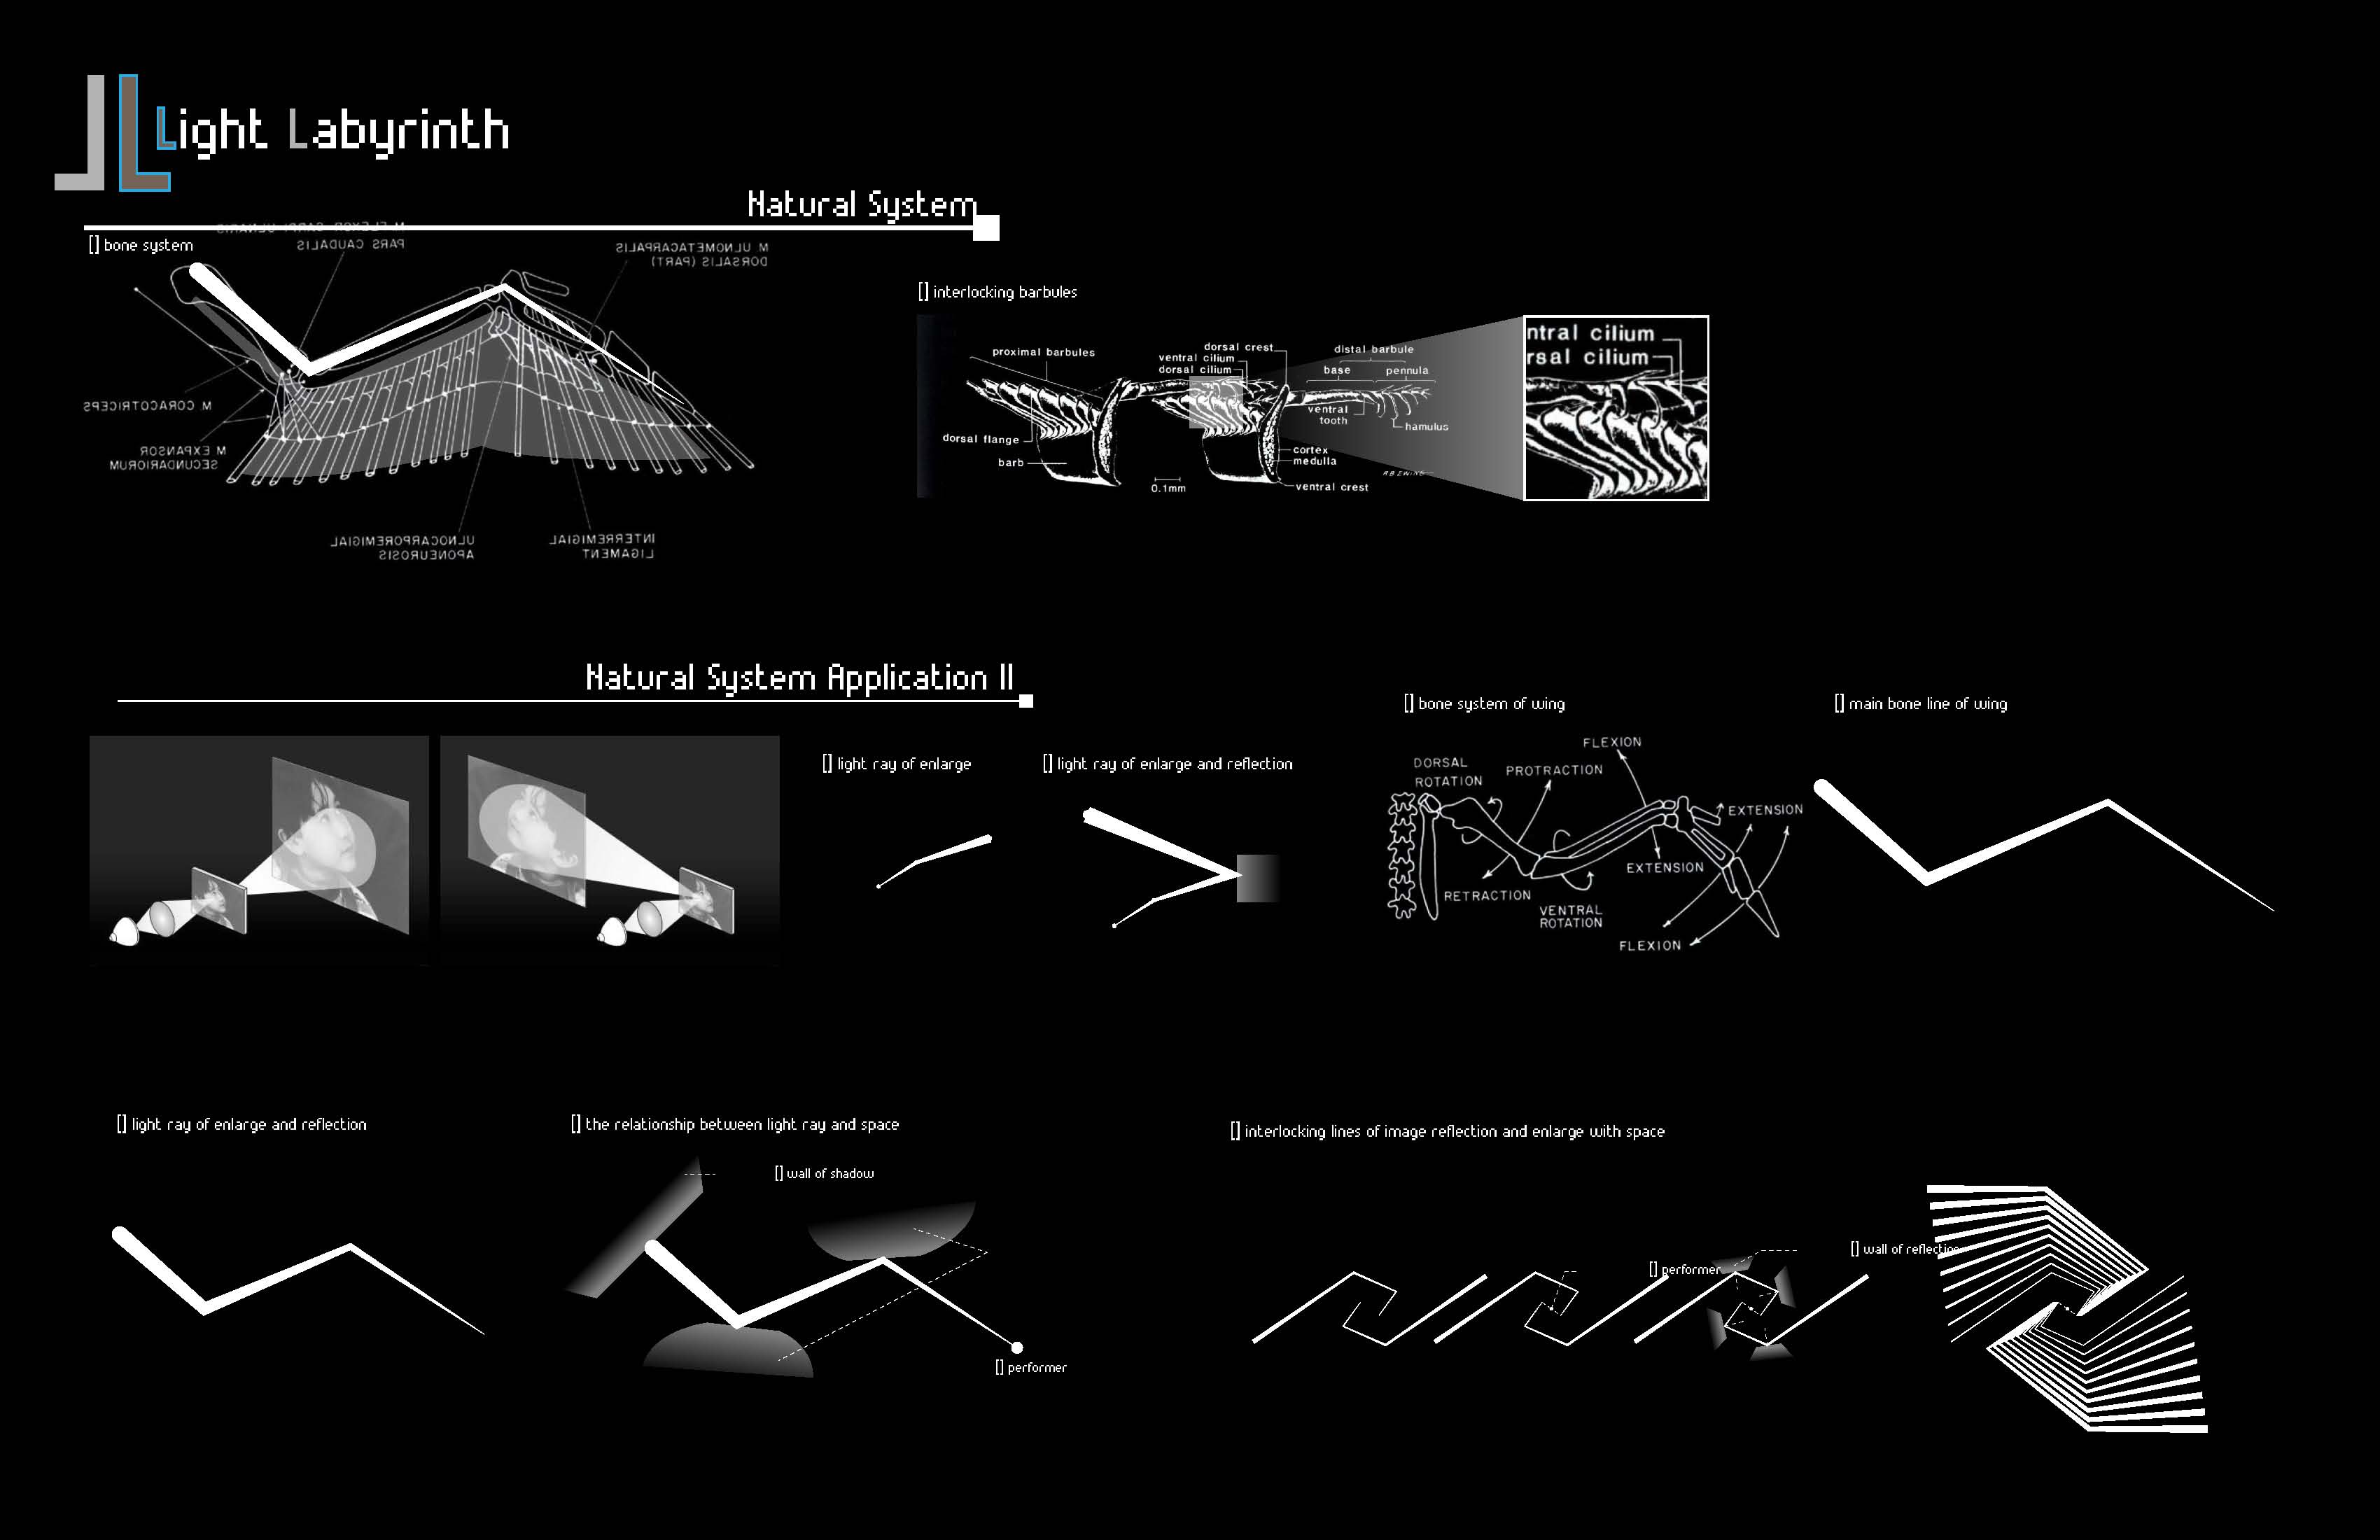 Light Labyrinth
Natural System
[] bone system
M. FLEXOR CARPI ULNARIS
PARS CAUDALIS
M. ULNOMETACARPALIS
DORSALIS (PART)
M. CORACOTRICEPS
M. EXPANSOR
SECUNDARIORUM
ULNOCARPOREMIGIAL
APONEUROSIS
INTERREMIGIAL
LIGAMENT
[] interlocking barbules
proximal barbules
dorsal crest
ventral cilium
dorsal cilium
distal barbule
base
pennula
ventral
tooth
hamulus
dorsal flange
barb
cortex
medulla
ventral crest
0.1mm
ntral cilium
rsal cilium
Natural System Application II
[] light ray of enlarge
[] light ray of enlarge and reflection
[] bone system of wing
FLEXION
DORSAL
ROTATION
PROTRACTION
EXTENSION
EXTENSION
RETRACTION
VENTRAL
ROTATION
FLEXION
[] main bone line of wing
[] light ray of enlarge and reflection
[] the relationship between light ray and space
[] wall of shadow
[] performer
[] interlocking lines of image reflection and enlarge with space
[] performer
[] wall of reflection